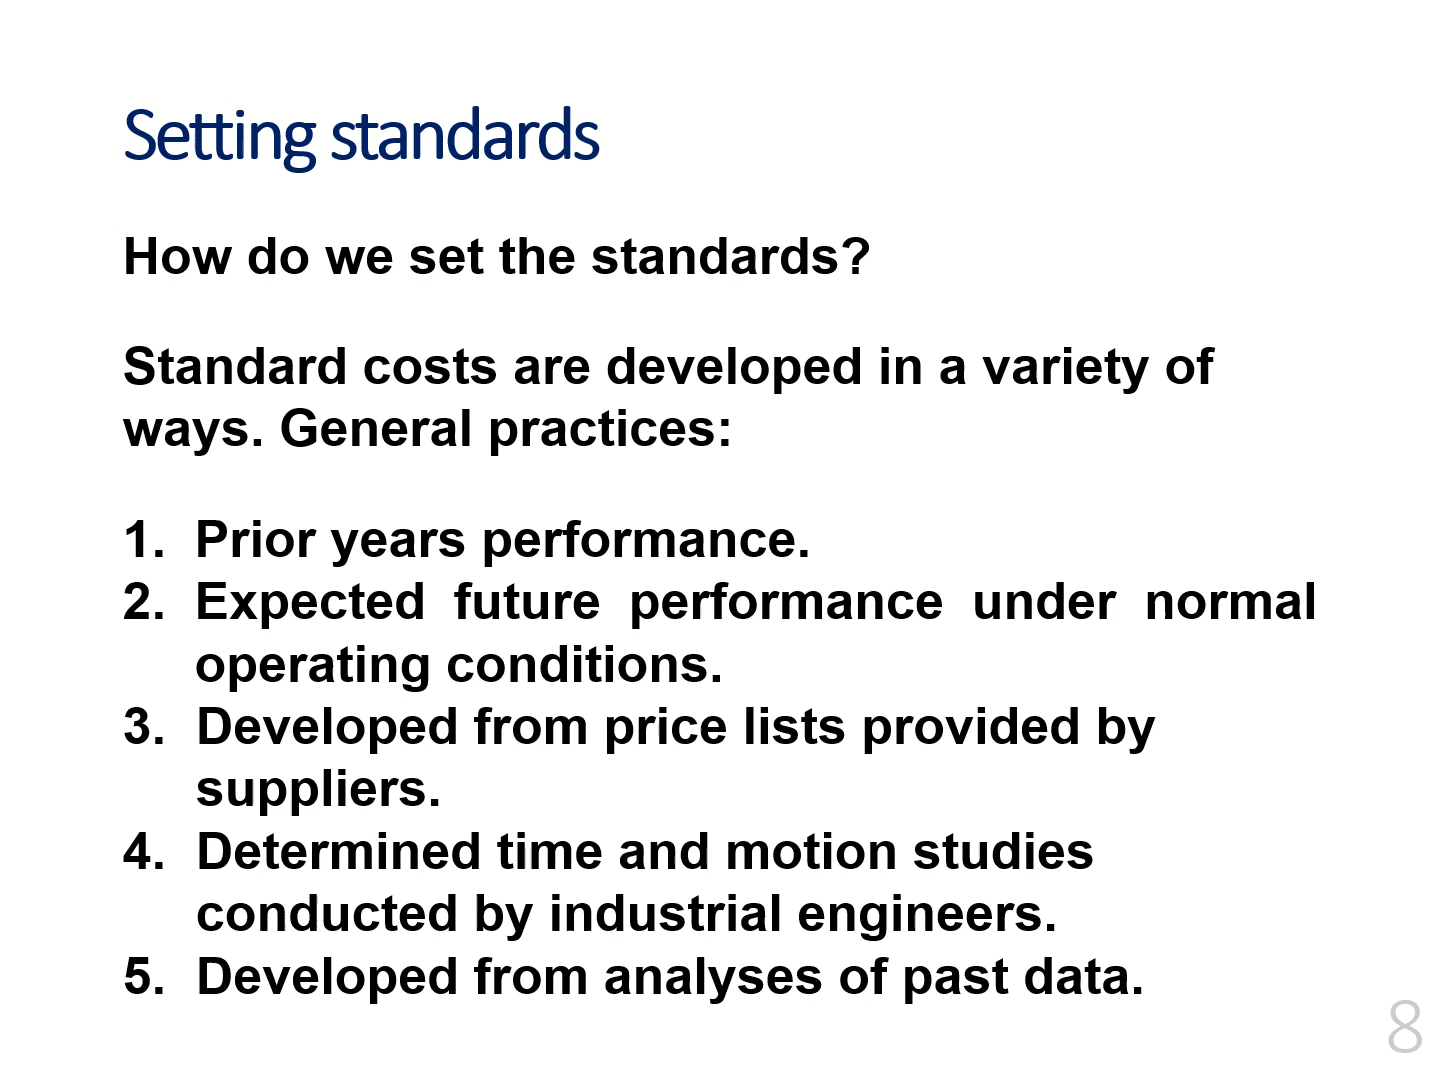 Setting standards
How do we set the standards?
Standard costs are developed in a variety of
ways. General practices:
1. Prior years performance.
2. Expected future performance under normal
operating conditions.
3. Developed from price lists provided by
suppliers.
4. Determined time and motion studies
conducted by industrial engineers.
5. Developed from analyses of past data.
8